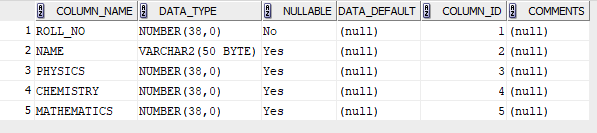 COLUMN_NAME DATA_TYPE NULLABLE DATA_DEFAULT COLUMN_ID COMMENTS
1 ROLL_NO NUMBER(38,0) No (null) 1 (null)
2 NAME VARCHAR2(50 BYTE) Yes (null) 2 (null)
3 PHYSICS NUMBER(38,0) Yes (null) 3 (null)
4 CHEMISTRY NUMBER(38,0) Yes (null) 4 (null)
5 MATHEMATICS NUMBER(38,0) Yes (null) 5 (null)